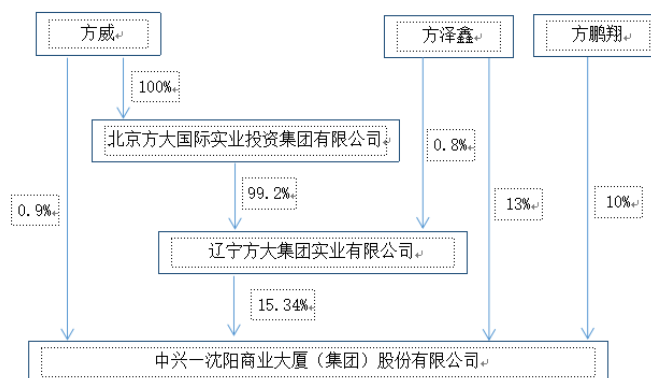 方威
方泽鑫
方鹏翔
100%
北京方大国际实业投资集团有限公司
0.8%
99.2%
0.9%
13%
10%
辽宁方大集团实业有限公司
15.34%
中兴一沈阳商业大厦（集团）股份有限公司